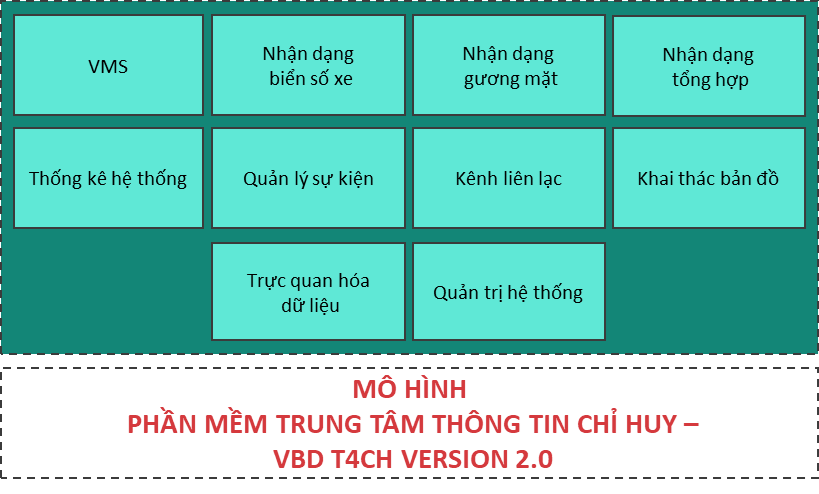 VMS
Nhận dạng
biển số xe
Nhận dạng
gương mặt
Nhận dạng
tổng hợp
Thống kê hệ thống
Quản lý sự kiện
Kênh liên lạc
Khai thác bản đồ
Trực quan hóa
dữ liệu
Quản trị hệ thống
MÔ HÌNH
PHẦN MỀM TRUNG TÂM THÔNG TIN CHỈ HUY –
VBD T4CH VERSION 2.0